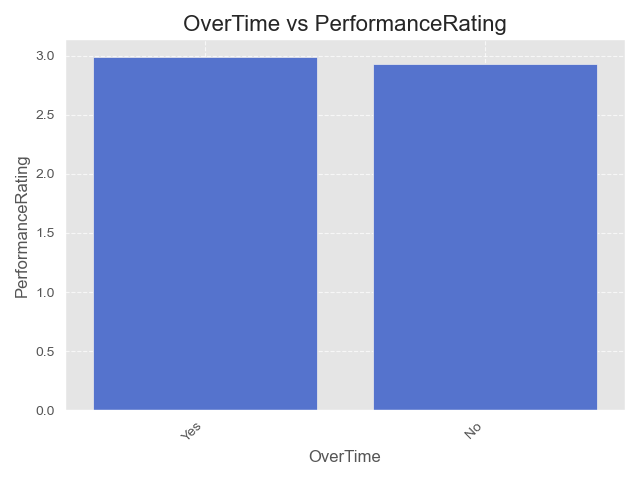 OverTime vs PerformanceRating
PerformanceRating
3.0
2.5
2.0
1.5
1.0
0.5
0.0
Yes
No
OverTime